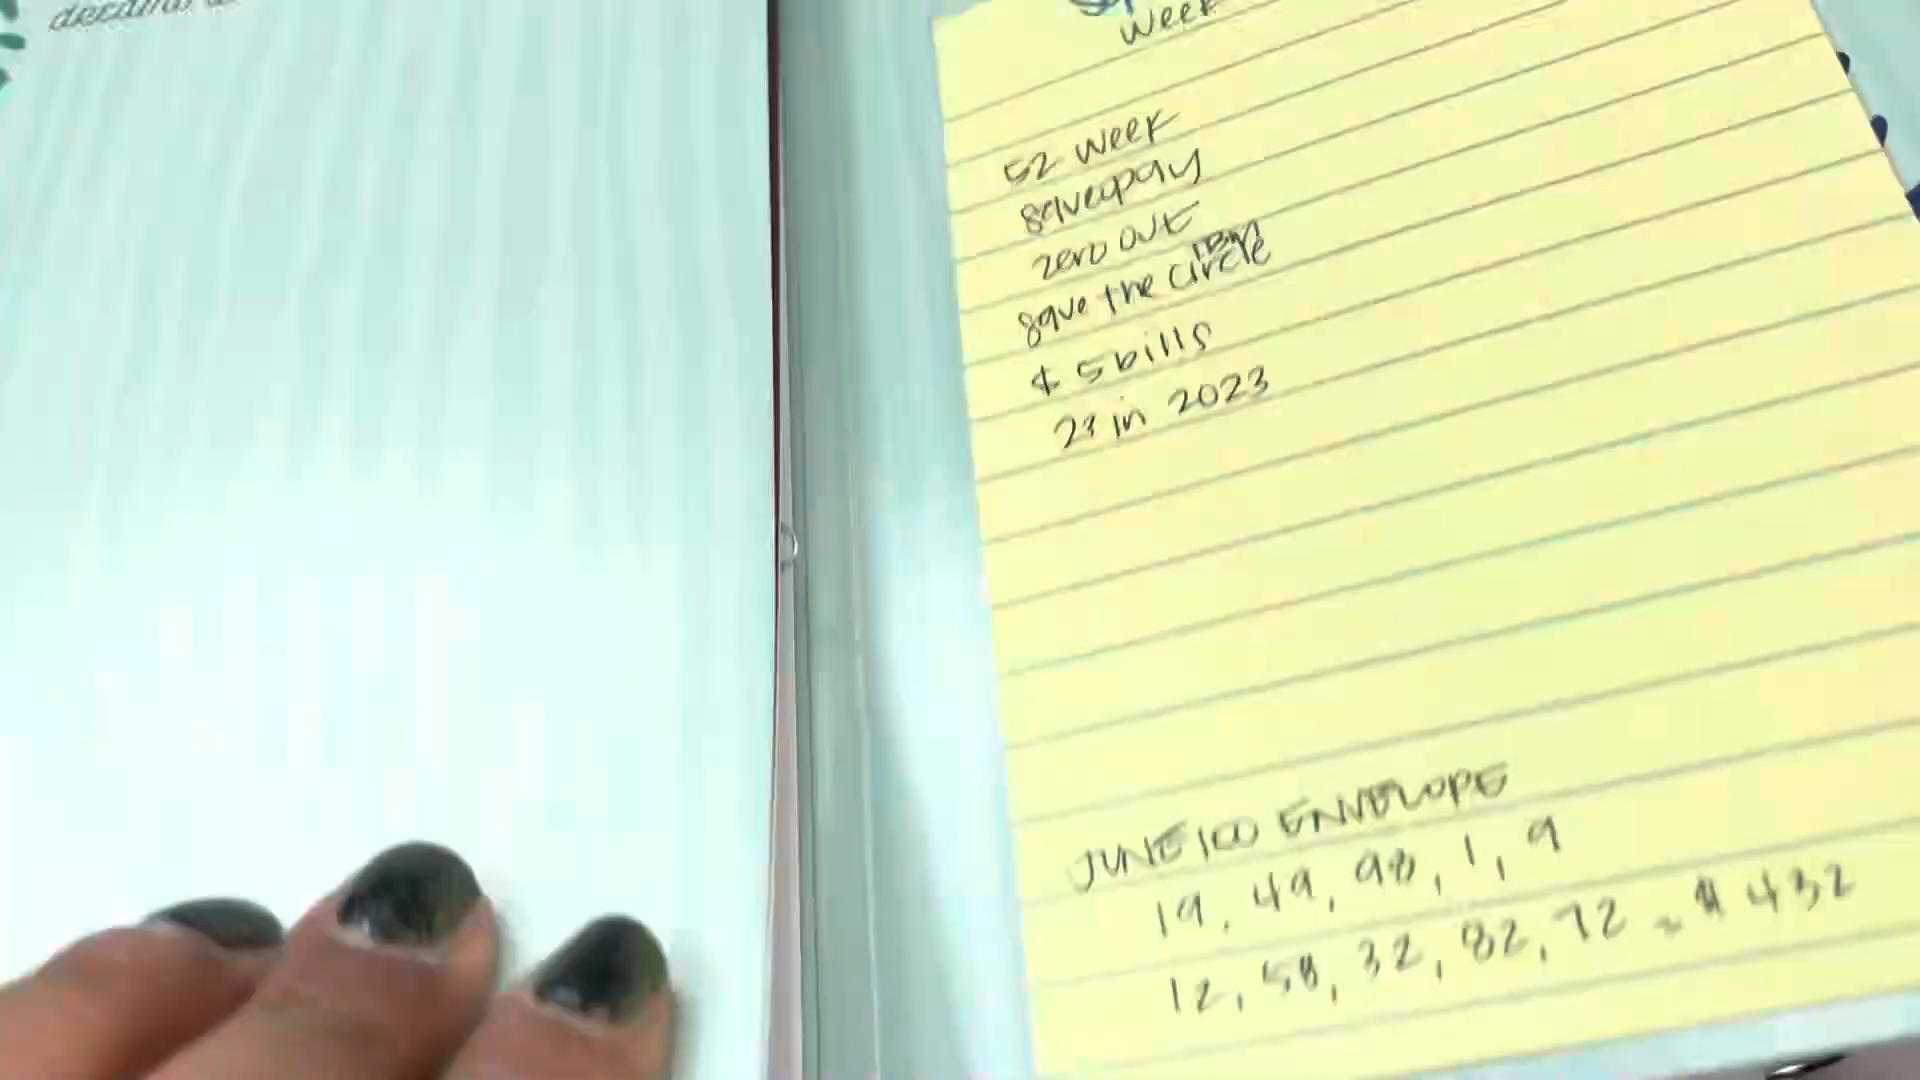 week
52 week
saveapay
zero out
save the circle
$ 5 bills
23 in 2023
JUNE 100 ENVELOPE
19, 49, 98, 1, 9
12, 58, 32, 82, 72 = $ 432